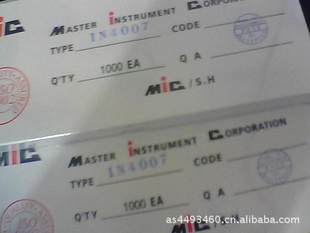 MIC MASTER INSTRUMENT CORPORATION
TYPE 1N4007 CODE
Q'TY 1000 EA Q A
MIC / S.H
MIC MASTER INSTRUMENT CORPORATION
TYPE 1N4007 CODE
Q'TY 1000 EA Q A
MIC / S.H
as4493460.cn.alibaba.com